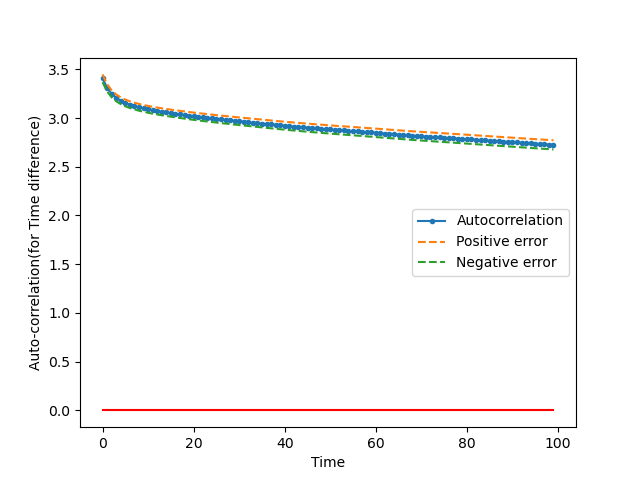 3.5
3.0
2.5
2.0
1.5
1.0
0.5
0.0
Auto-correlation(for Time difference)
Autocorrelation
Positive error
Negative error
0 20 40 60 80 100
Time